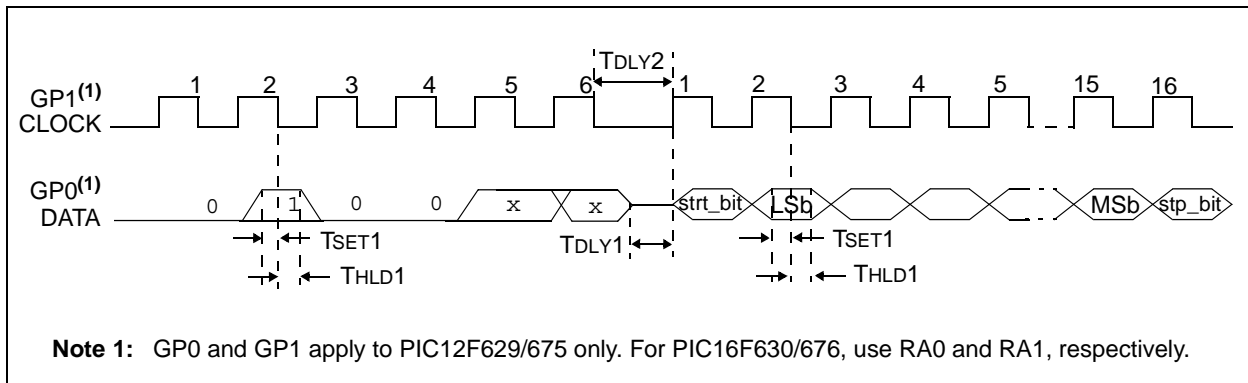 TDLY2
1 2 3 4 5 6 1 2 3 4 5 15 16
GP1(1)
CLOCK
GP0(1)
DATA
0 1 0 0 x x strt_bit LSb MSb stp_bit
TSET1 TDLY1 TSET1
THLD1 THLD1
Note 1: GP0 and GP1 apply to PIC12F629/675 only. For PIC16F630/676, use RA0 and RA1, respectively.